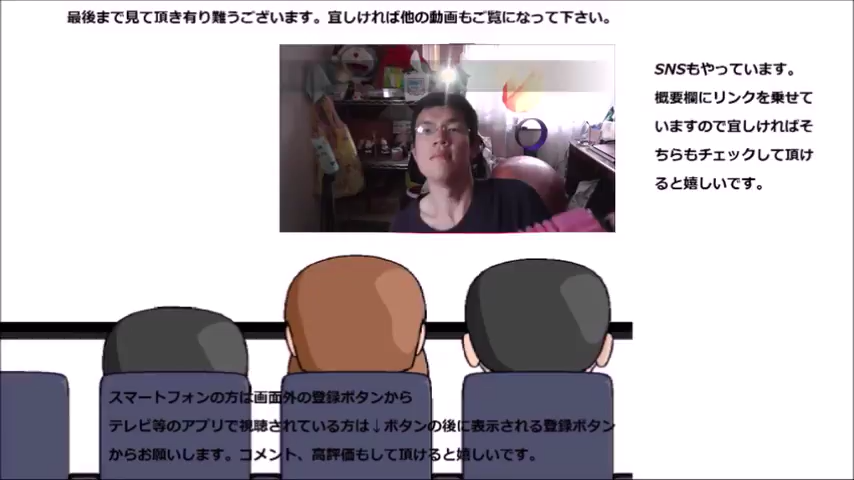 最後まで見て頂き有り難うございます。宜しければ他の動画もご覧になって下さい。
SNSもやっています。
概要欄にリンクを乗せて
いますので宜しければそ
ちらもチェックして頂け
ると嬉しいです。
スマートフォンの方は画面外の登録ボタンから
テレビ等のアプリで視聴されている方は↓ボタンの後に表示される登録ボタン
からお願いします。コメント、高評価もして頂けると嬉しいです。